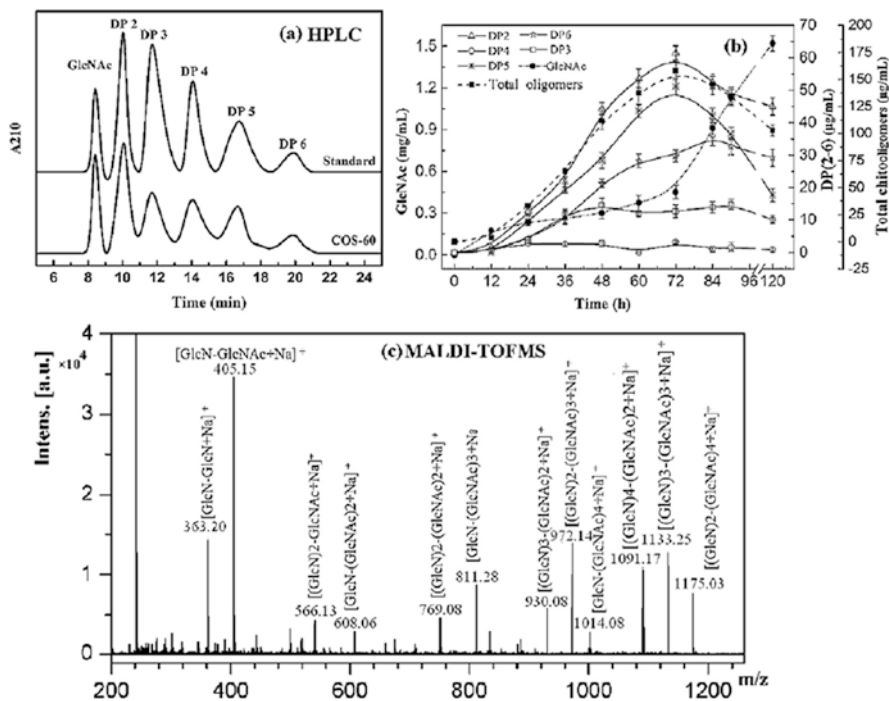 (a) HPLC
GlcNAc
DP 2
DP 3
DP 4
DP 5
DP 6
Standard
COS-60
A210
6 8 10 12 14 16 18 20 22 24
Time (min)
(b)
DP2 DP6
DP4 DP3
DP5 GlcNAc
Total oligomers
GlcNAc (mg/mL)
1.5
1.2
0.9
0.6
0.3
0.0
DP(2-6) (μg/mL)
70
60
50
40
30
20
10
0
Total chitooligomers (μg/mL)
200
175
150
125
100
75
50
25
0
-25
0 12 24 36 48 60 72 84 96 120
Time (h)
(c) MALDI-TOFMS
Intens. [a.u.]
×10⁴
4
3
2
1
0
[GlcN-GlcN+Na]⁺
363.20
[GlcN-GlcNAc+Na]⁺
405.15
[(GlcN)2-GlcNAc+Na]⁺
566.13
[GlcN-(GlcNAc)2+Na]⁺
608.06
[(GlcN)2-(GlcNAc)2+Na]⁺
769.08
[GlcN-(GlcNAc)3+Na
811.28
[(GlcN)3-(GlcNAc)2+Na]⁺
930.08
[(GlcN)2-(GlcNAc)3+Na]⁺
972.14
[GlcN-(GlcNAc)4+Na]⁺
1014.08
[(GlcN)4-(GlcNAc)2+Na]⁺
1091.17
[(GlcN)3-(GlcNAc)3+Na]⁺
1133.25
[(GlcN)2-(GlcNAc)4+Na]⁺
1175.03
200 400 600 800 1000 1200
m/z